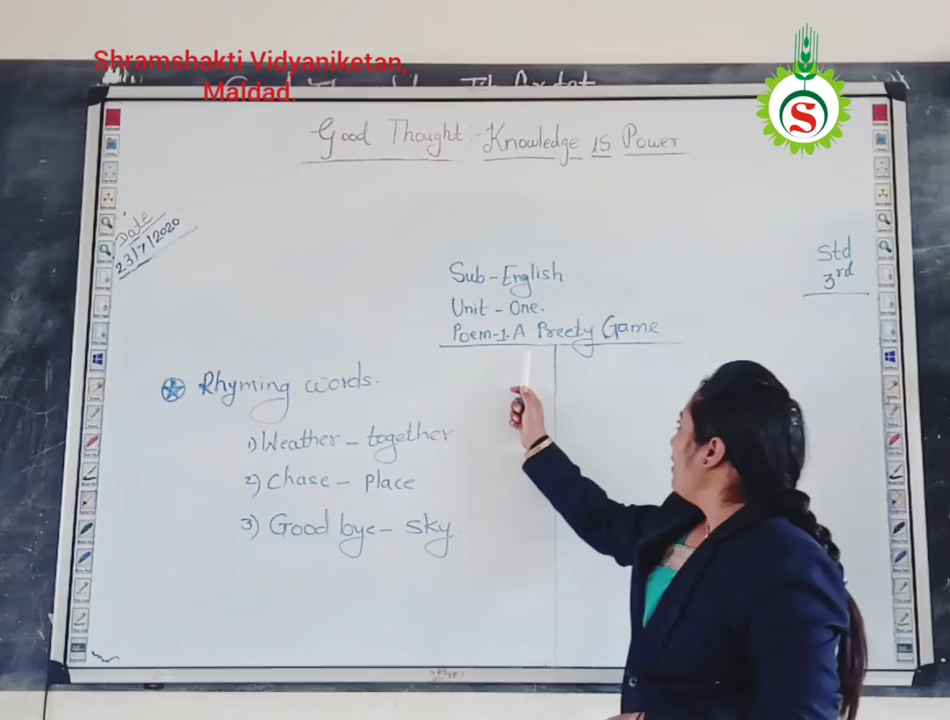 Shramshakti Vidyaniketan,
Maldad.
S
Good Thought:- Knowledge is Power
Date
23/7/2020
Std
3rd
Sub-English
Unit - One.
Poem-1. A Preety Game
Rhyming words.
1) Weather - together
2) Chase - Place
3) Good bye - sky.